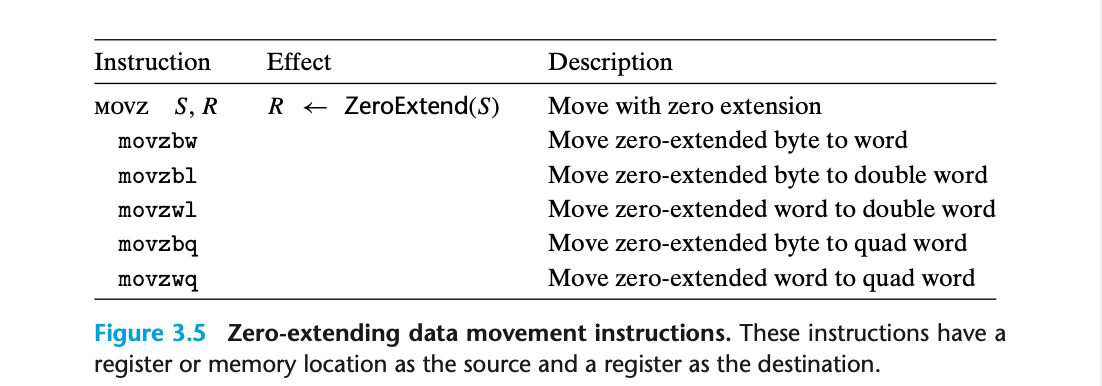 Instruction Effect Description
MOVZ S, R R ← ZeroExtend(S) Move with zero extension
movzbw Move zero-extended byte to word
movzbl Move zero-extended byte to double word
movzwl Move zero-extended word to double word
movzbq Move zero-extended byte to quad word
movzwq Move zero-extended word to quad word
Figure 3.5 Zero-extending data movement instructions. These instructions have a
register or memory location as the source and a register as the destination.